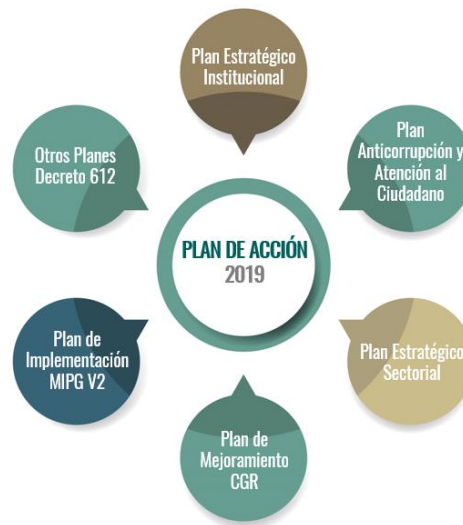 Plan Estratégico
Institucional
Plan
Anticorrupción y
Atención al
Ciudadano
Plan Estratégico
Sectorial
Plan de
Mejoramiento
CGR
Plan de
Implementación
MIPG V2
Otros Planes
Decreto 612
PLAN DE ACCIÓN
2019